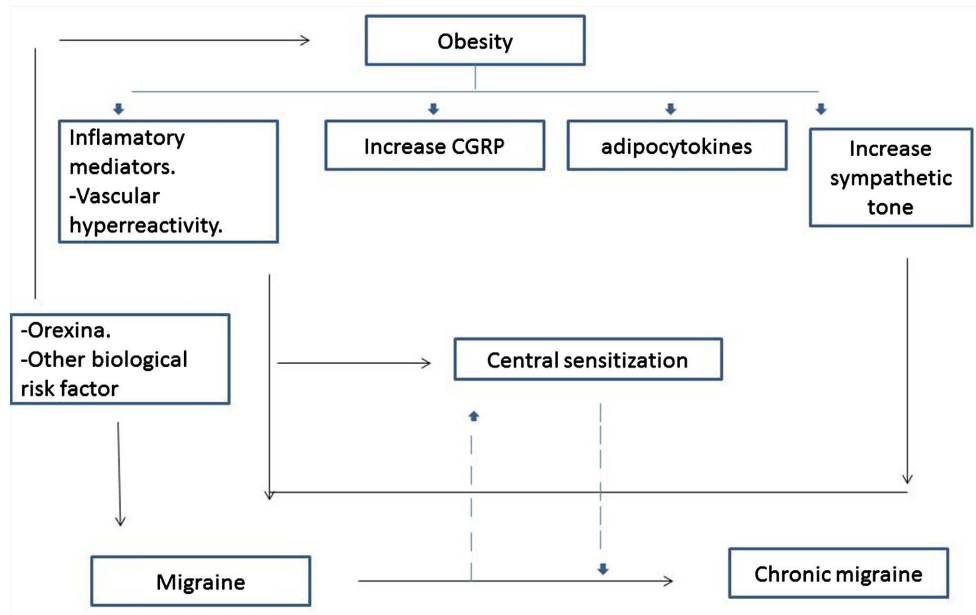 Obesity
Inflamatory
mediators.
-Vascular
hyperreactivity.
Increase CGRP
adipocytokines
Increase
sympathetic
tone
-Orexina.
-Other biological
risk factor
Central sensitization
Migraine
Chronic migraine